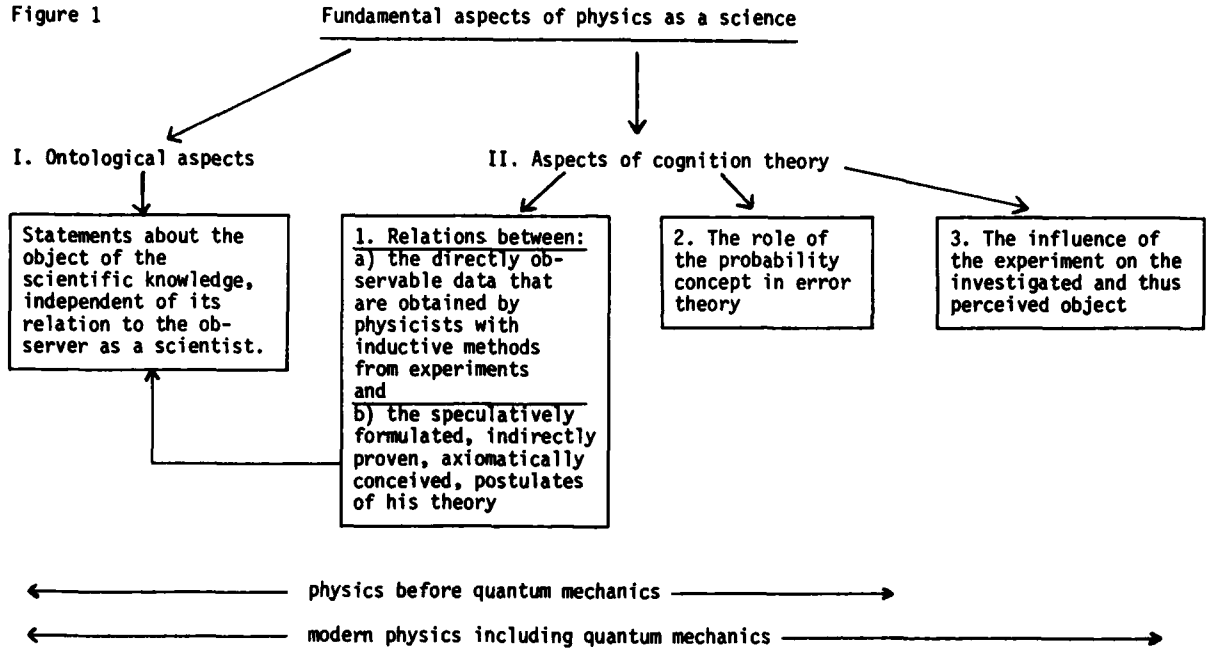 Figure 1
Fundamental aspects of physics as a science
I. Ontological aspects
II. Aspects of cognition theory
Statements about the
object of the
scientific knowledge,
independent of its
relation to the ob-
server as a scientist.
1. Relations between:
a) the directly ob-
servable data that
are obtained by
physicists with
inductive methods
from experiments
and
b) the speculatively
formulated, indirectly
proven, axiomatically
conceived, postulates
of his theory
2. The role of
the probability
concept in error
theory
3. The influence of
the experiment on the
investigated and thus
perceived object
physics before quantum mechanics
modern physics including quantum mechanics